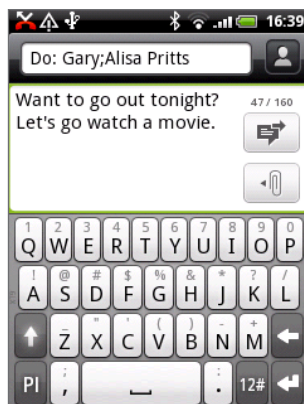 16:39
Do: Gary;Alisa Pritts
Want to go out tonight?
Let's go watch a movie.
47 / 160
1 2 3 4 5 6 7 8 9 0
Q W E R T Y U I O P
! @ # $ % & * ? /
A S D F G H J K L
_ " ' ( ) - +
Z X C V B N M
PI , ; . : 12#